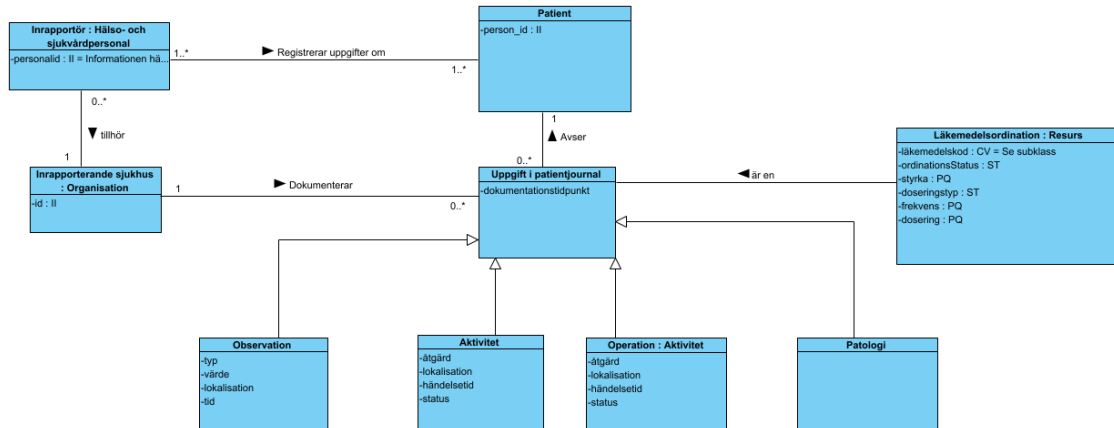 Inrapportör : Hälso- och
sjukvårdpersonal
-personalid : II = Informationen hä...
Patient
-person_id : II
1..*
Registrerar uppgifter om
1..*
0..*
tillhör
1
1
Avser
0..*
Inrapporterande sjukhus
: Organisation
-id : II
1
Dokumenterar
0..*
Uppgift i patientjournal
-dokumentationstidpunkt
är en
Läkemedelsordination : Resurs
-läkemedelskod : CV = Se subklass
-ordinationsStatus : ST
-styrka : PQ
-doseringstyp : ST
-frekvens : PQ
-dosering : PQ
Observation
-typ
-värde
-lokalisation
-tid
Aktivitet
-åtgärd
-lokalisation
-händelsetid
-status
Operation : Aktivitet
-åtgärd
-lokalisation
-händelsetid
-status
Patologi